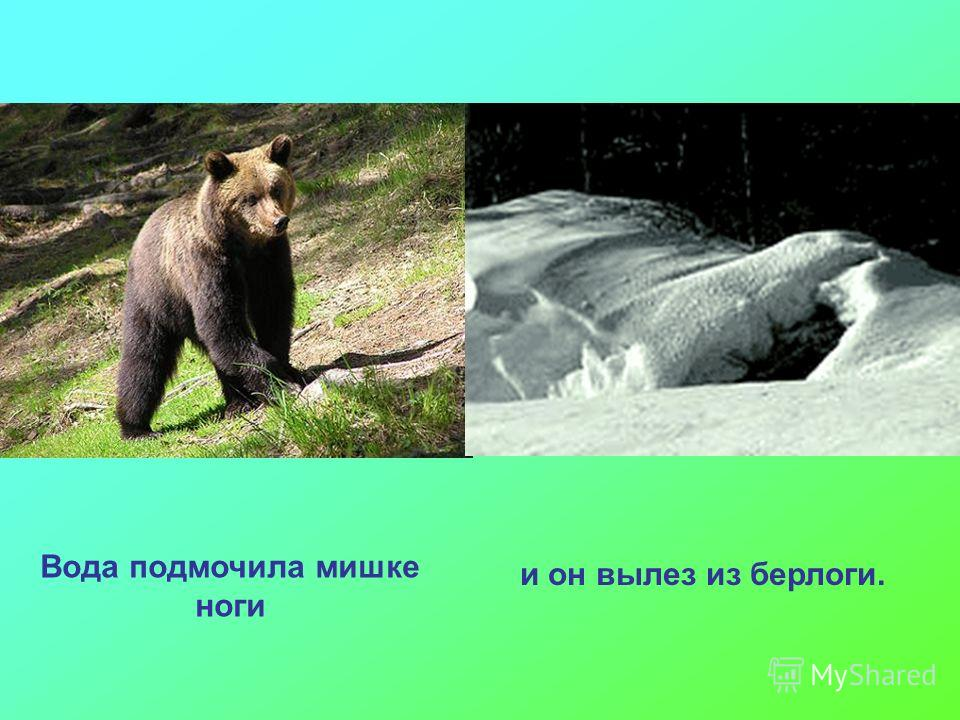 Вода подмочила мишке
ноги
и он вылез из берлоги.
MyShared